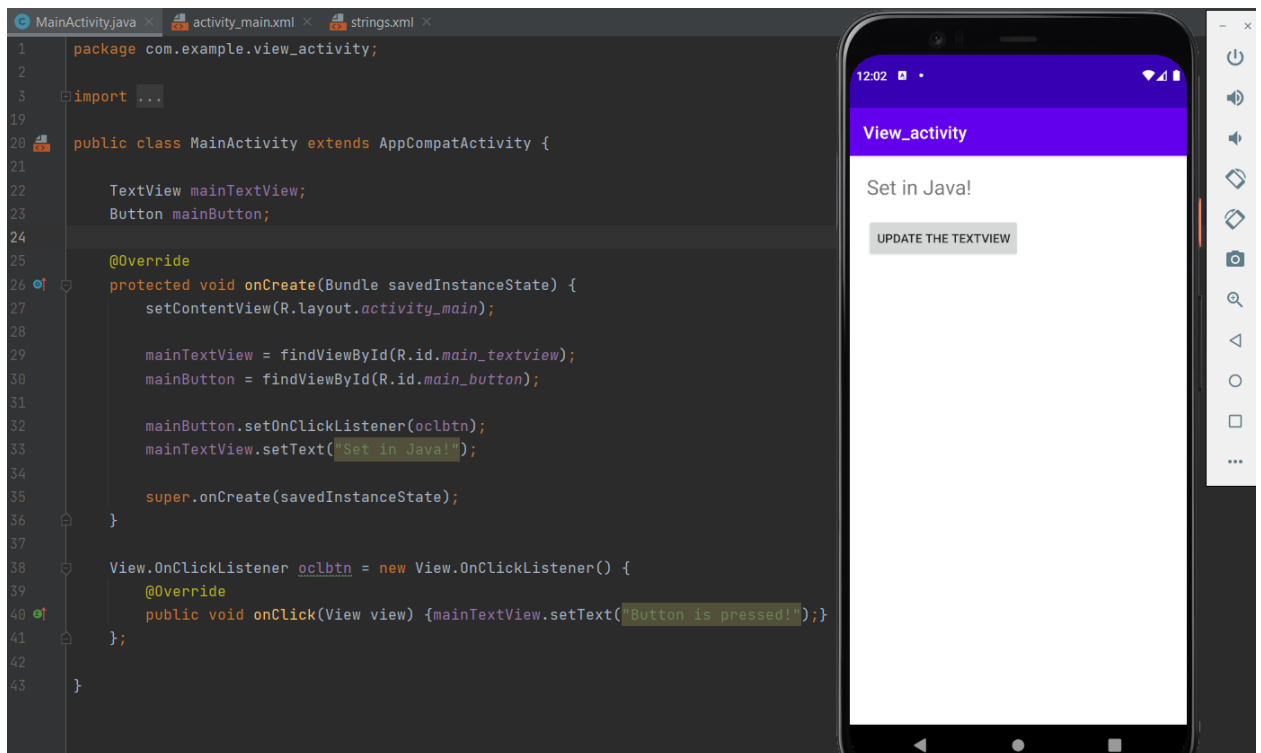 MainActivity.java × activity_main.xml × strings.xml ×
1 package com.example.view_activity;
2
3 import ...
19
20 public class MainActivity extends AppCompatActivity {
21
22 TextView mainTextView;
23 Button mainButton;
24
25 @Override
26 protected void onCreate(Bundle savedInstanceState) {
27 setContentView(R.layout.activity_main);
28
29 mainTextView = findViewById(R.id.main_textview);
30 mainButton = findViewById(R.id.main_button);
31
32 mainButton.setOnClickListener(oclbtn);
33 mainTextView.setText("Set in Java!");
34
35 super.onCreate(savedInstanceState);
36 }
37
38 View.OnClickListener oclbtn = new View.OnClickListener() {
39 @Override
40 public void onClick(View view) {mainTextView.setText("Button is pressed!");}
41 };
42
43 }
12:02
View_activity
Set in Java!
UPDATE THE TEXTVIEW